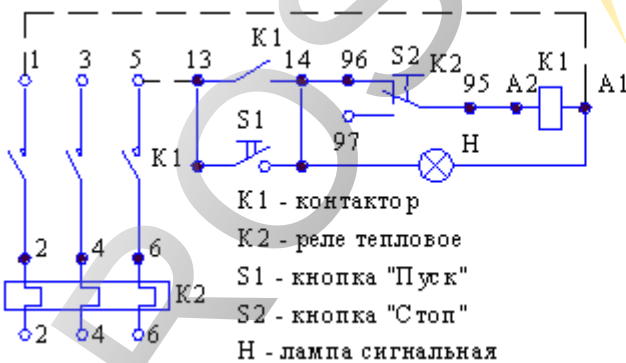 K1
1 3 5 13 14 96 S2 K2 K1
95 A2 A1
S1
97 H
K1
K1 - контактор
2 4 6
K2 - реле тепловое
K2
S1 - кнопка "Пуск"
2 4 6
S2 - кнопка "Стоп"
H - лампа сигнальная